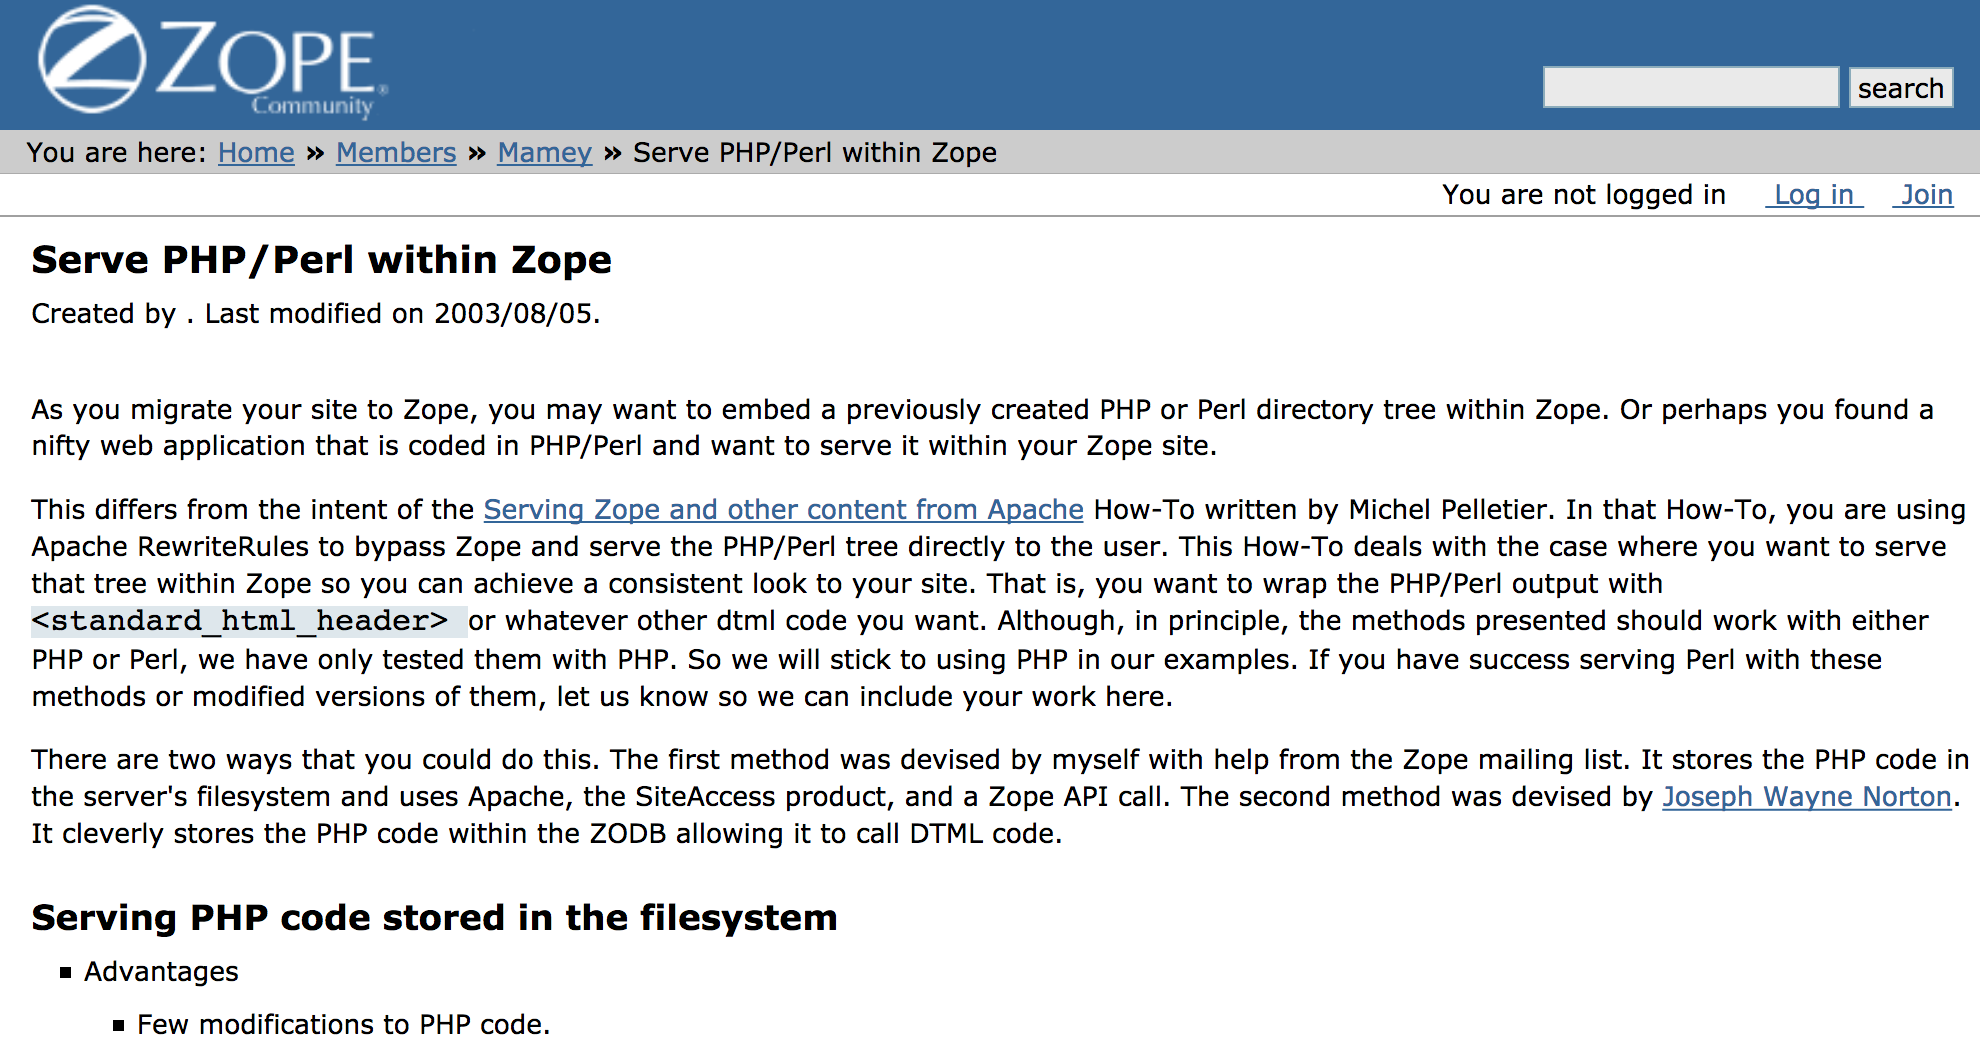 ZOPE®
Community
search
You are here: Home » Members » Mamey » Serve PHP/Perl within Zope
You are not logged in Log in Join
Serve PHP/Perl within Zope
Created by . Last modified on 2003/08/05.
As you migrate your site to Zope, you may want to embed a previously created PHP or Perl directory tree within Zope. Or perhaps you found a
nifty web application that is coded in PHP/Perl and want to serve it within your Zope site.
This differs from the intent of the Serving Zope and other content from Apache How-To written by Michel Pelletier. In that How-To, you are using
Apache RewriteRules to bypass Zope and serve the PHP/Perl tree directly to the user. This How-To deals with the case where you want to serve
that tree within Zope so you can achieve a consistent look to your site. That is, you want to wrap the PHP/Perl output with
<standard_html_header> or whatever other dtml code you want. Although, in principle, the methods presented should work with either
PHP or Perl, we have only tested them with PHP. So we will stick to using PHP in our examples. If you have success serving Perl with these
methods or modified versions of them, let us know so we can include your work here.
There are two ways that you could do this. The first method was devised by myself with help from the Zope mailing list. It stores the PHP code in
the server's filesystem and uses Apache, the SiteAccess product, and a Zope API call. The second method was devised by Joseph Wayne Norton.
It cleverly stores the PHP code within the ZODB allowing it to call DTML code.
Serving PHP code stored in the filesystem
▪ Advantages
▪ Few modifications to PHP code.